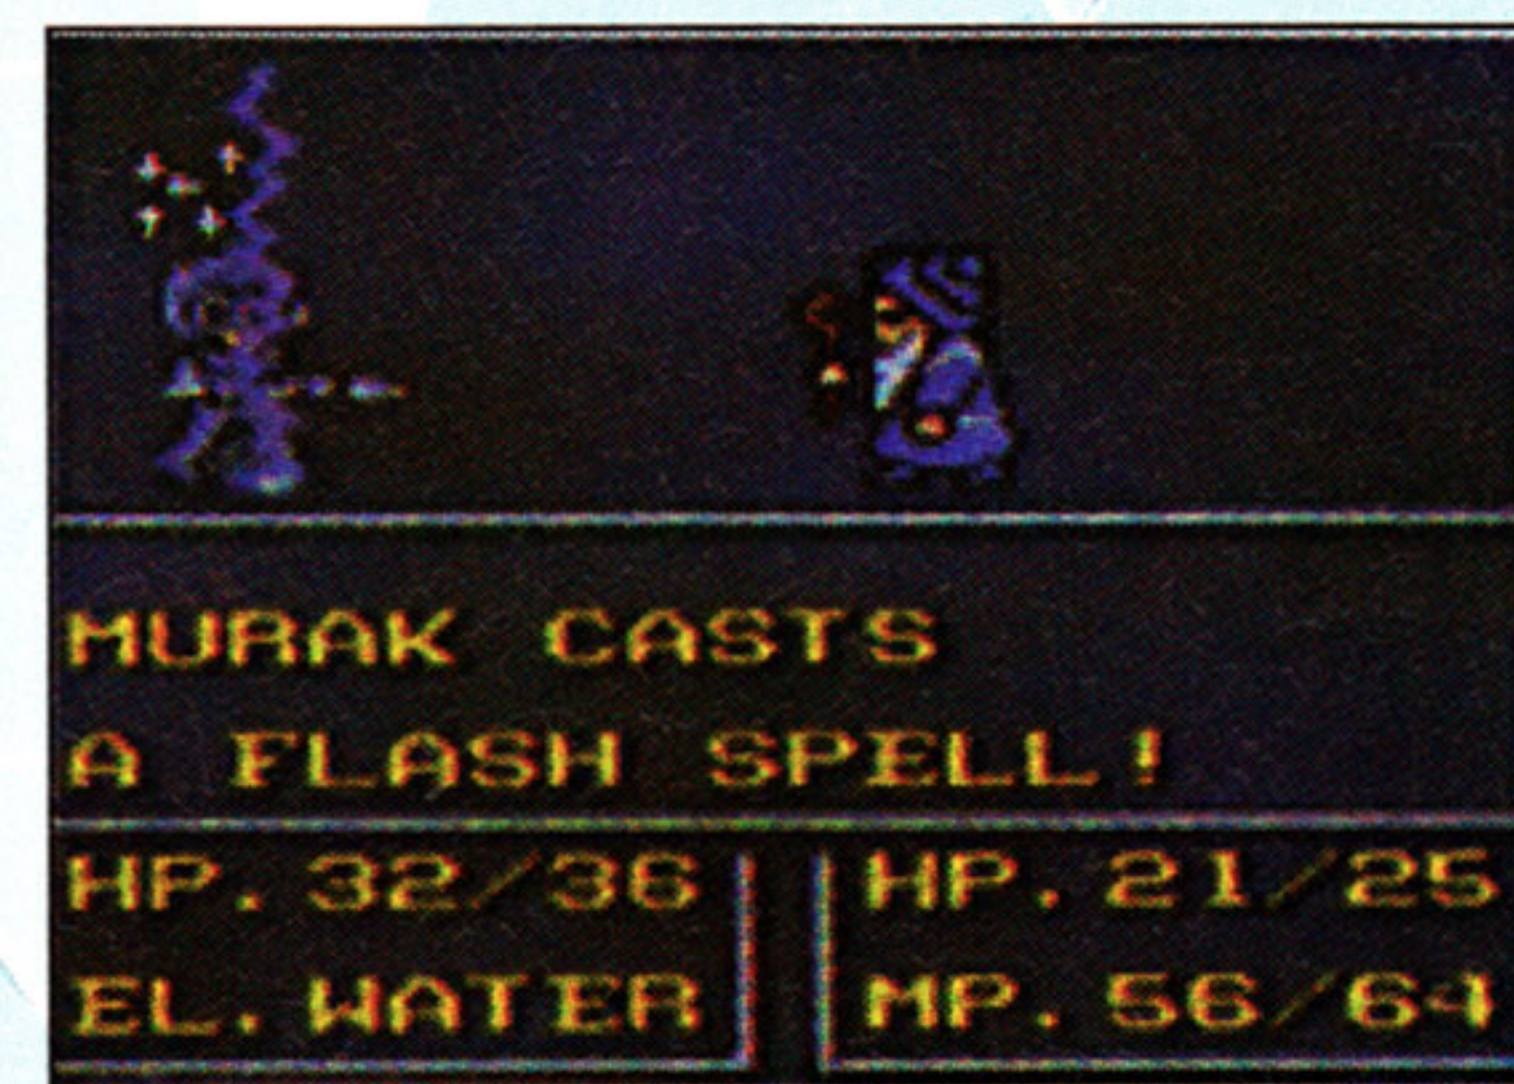 MURAK CASTS
A FLASH SPELL!
HP. 32/36
EL. WATER
HP. 21/25
MP. 56/64